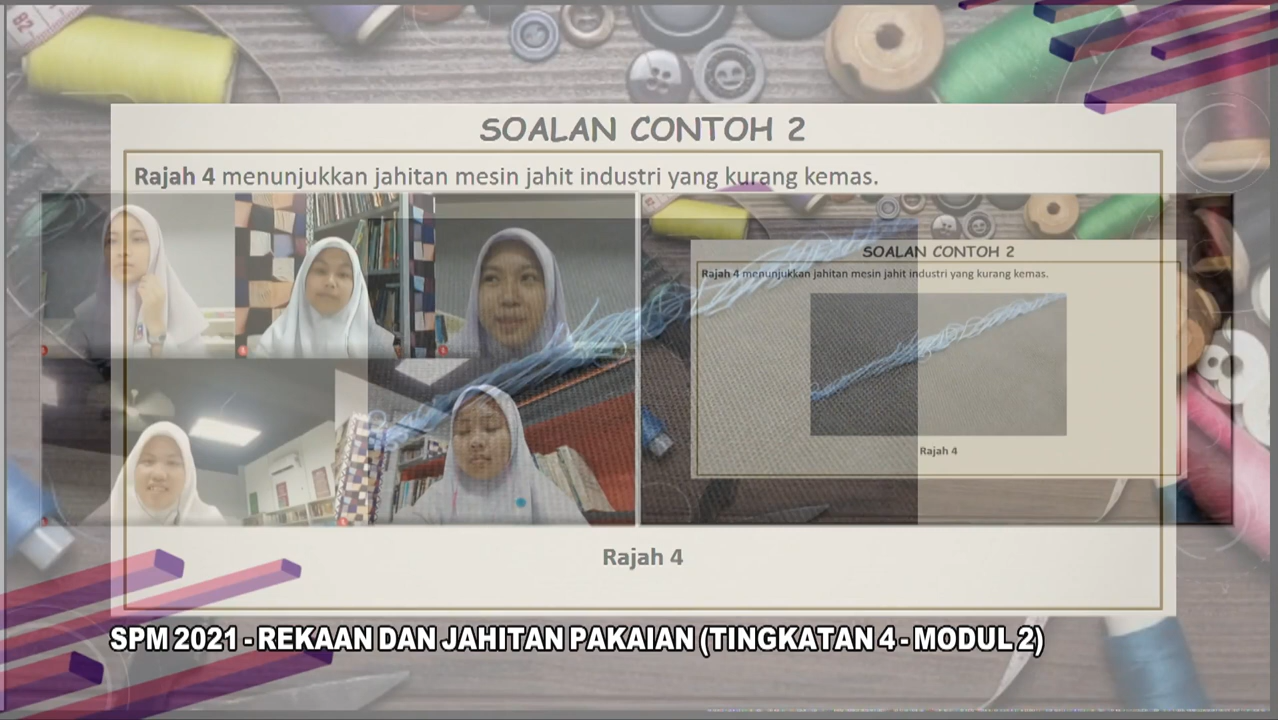 SOALAN CONTOH 2
Rajah 4 menunjukkan jahitan mesin jahit industri yang kurang kemas.
SOALAN CONTOH 2
Rajah 4 menunjukkan jahitan mesin jahit industri yang kurang kemas.
Rajah 4
Rajah 4
SPM 2021 - REKAAN DAN JAHITAN PAKAIAN (TINGKATAN 4 - MODUL 2)